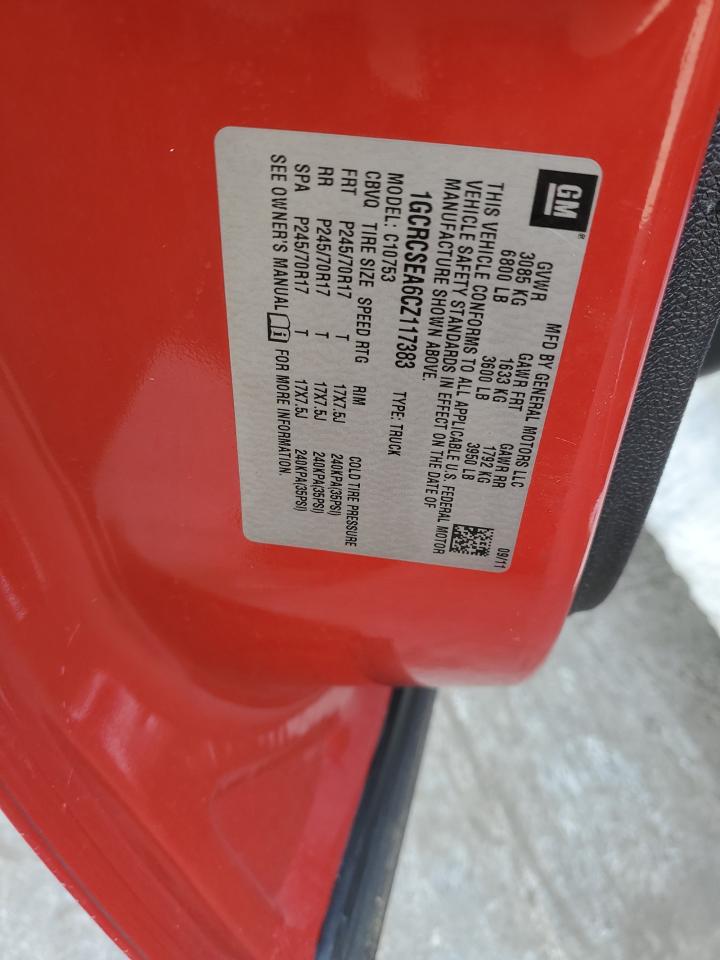 GM®
MFD BY GENERAL MOTORS LLC 09/11
GVWR GAWR FRT GAWR RR
3085 KG 1633 KG 1792 KG
6800 LB 3600 LB 3950 LB
THIS VEHICLE CONFORMS TO ALL APPLICABLE U.S. FEDERAL MOTOR
VEHICLE SAFETY STANDARDS IN EFFECT ON THE DATE OF
MANUFACTURE SHOWN ABOVE.
1GCRCSEA6CZ117383 TYPE: TRUCK
MODEL: C10753
CBVQ TIRE SIZE SPEED RTG RIM COLD TIRE PRESSURE
FRT P245/70R17 T 17X7.5J 240KPA(35PSI)
RR P245/70R17 T 17X7.5J 240KPA(35PSI)
SPA P245/70R17 T 17X7.5J 240KPA(35PSI)
SEE OWNER'S MANUAL FOR MORE INFORMATION.